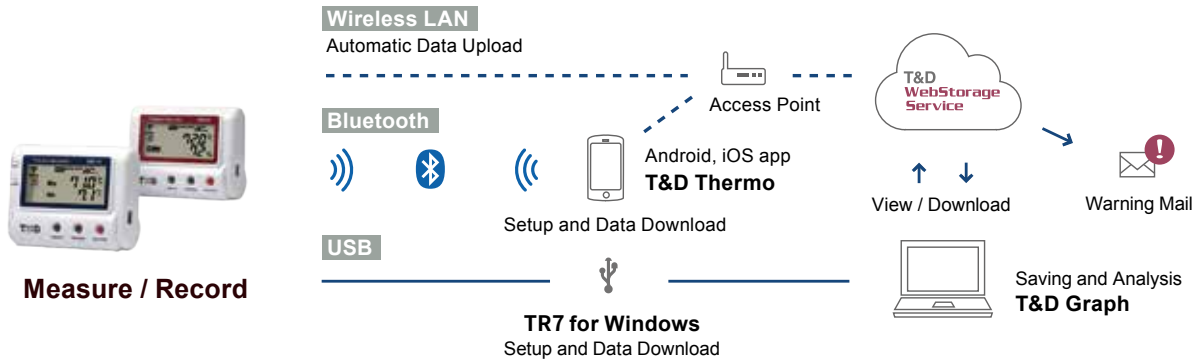 Wireless LAN
Automatic Data Upload
Access Point
T&D
WebStorage
Service
Bluetooth
Android, iOS app
T&D Thermo
Setup and Data Download
View / Download
Warning Mail
USB
Measure / Record
TR7 for Windows
Setup and Data Download
Saving and Analysis
T&D Graph